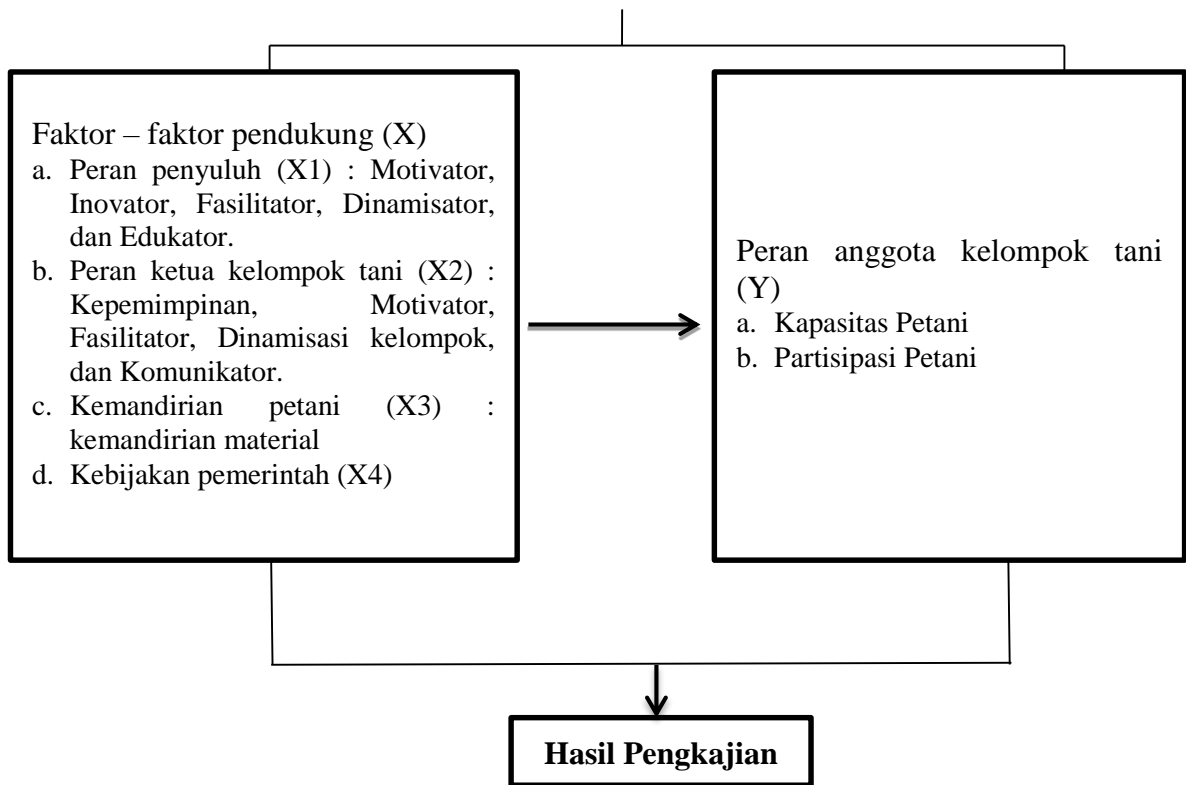 Faktor – faktor pendukung (X)
a. Peran penyuluh (X1) : Motivator,
Inovator, Fasilitator, Dinamisator,
dan Edukator.
b. Peran ketua kelompok tani (X2) :
Kepemimpinan, Motivator,
Fasilitator, Dinamisasi kelompok,
dan Komunikator.
c. Kemandirian petani (X3) :
kemandirian material
d. Kebijakan pemerintah (X4)
Peran anggota kelompok tani
(Y)
a. Kapasitas Petani
b. Partisipasi Petani
Hasil Pengkajian